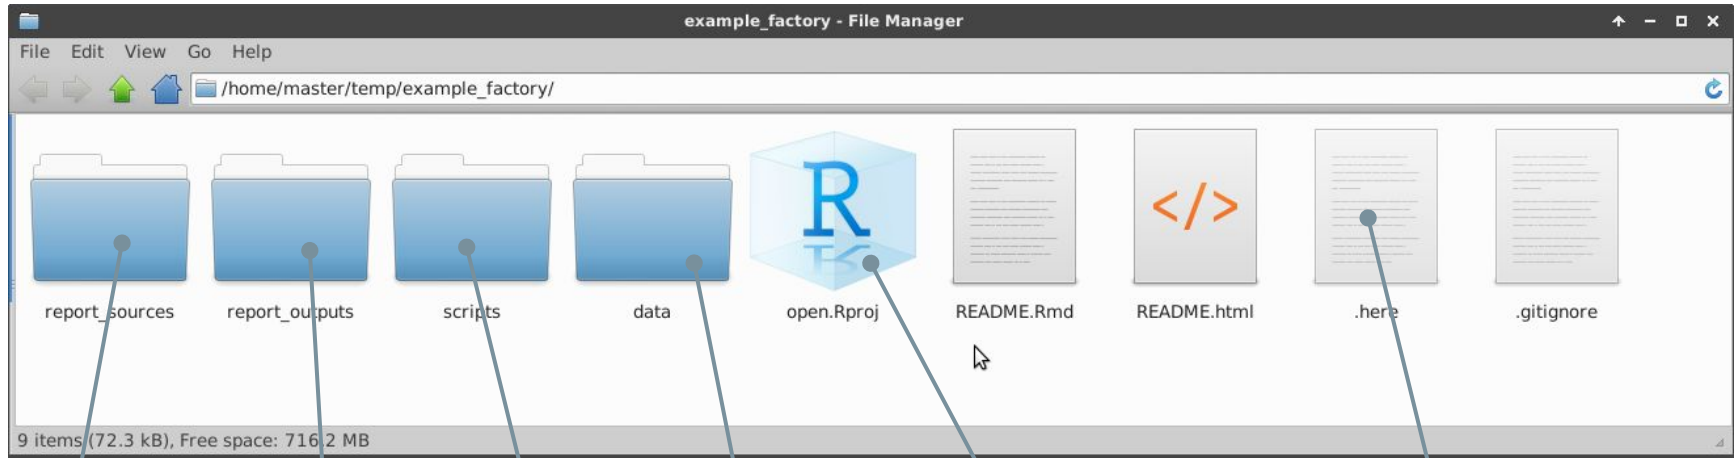 example_factory - File Manager
File Edit View Go Help
/home/master/temp/example_factory/
R
</>
report_sources report_outputs scripts data open.Rproj README.Rmd README.html .here .gitignore
9 items (72.3 kB), Free space: 716.2 MB